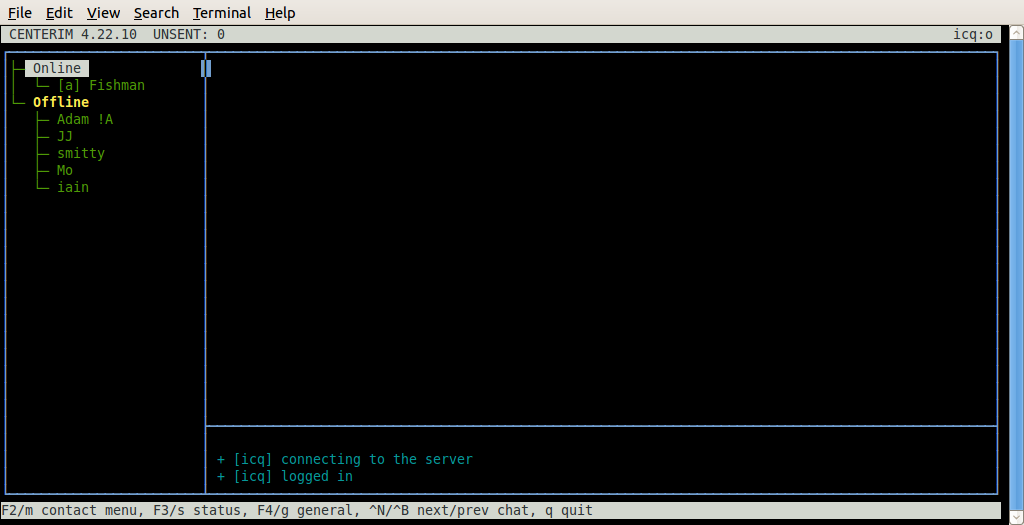 File Edit View Search Terminal Help
CENTERIM 4.22.10 UNSENT: 0 icq:o
Online
[a] Fishman
Offline
Adam !A
JJ
smitty
Mo
iain
+ [icq] connecting to the server
+ [icq] logged in
F2/m contact menu, F3/s status, F4/g general, ^N/^B next/prev chat, q quit